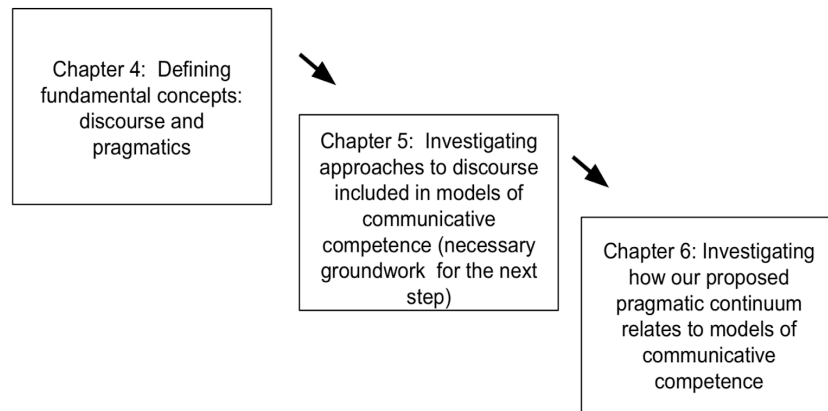 Chapter 4:  Defining
fundamental concepts:
discourse and
pragmatics
Chapter 5:  Investigating
approaches to discourse
included in models of
communicative
competence (necessary
groundwork  for the next
step)
Chapter 6: Investigating
how our proposed
pragmatic continuum
relates to models of
communicative
competence